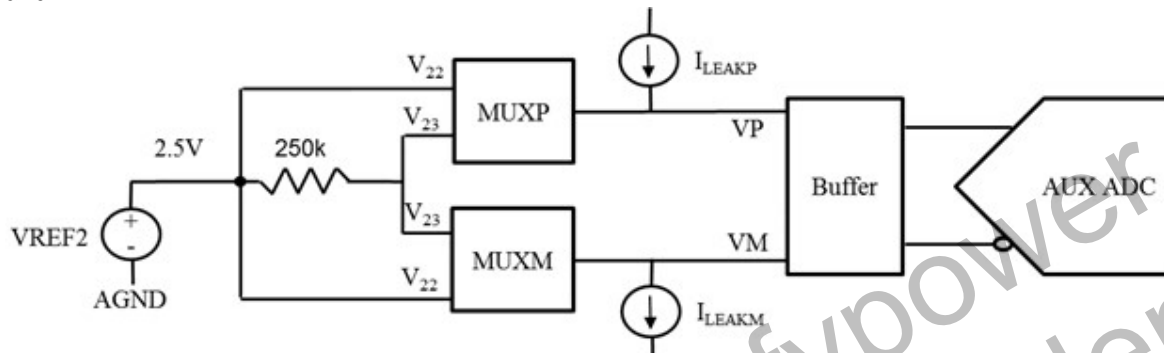 V22
ILEAKP
MUXP
V23
VP
2.5V
250k
Buffer
AUX ADC
VREF2
+
-
V23
MUXM
VM
V22
AGND
ILEAKM